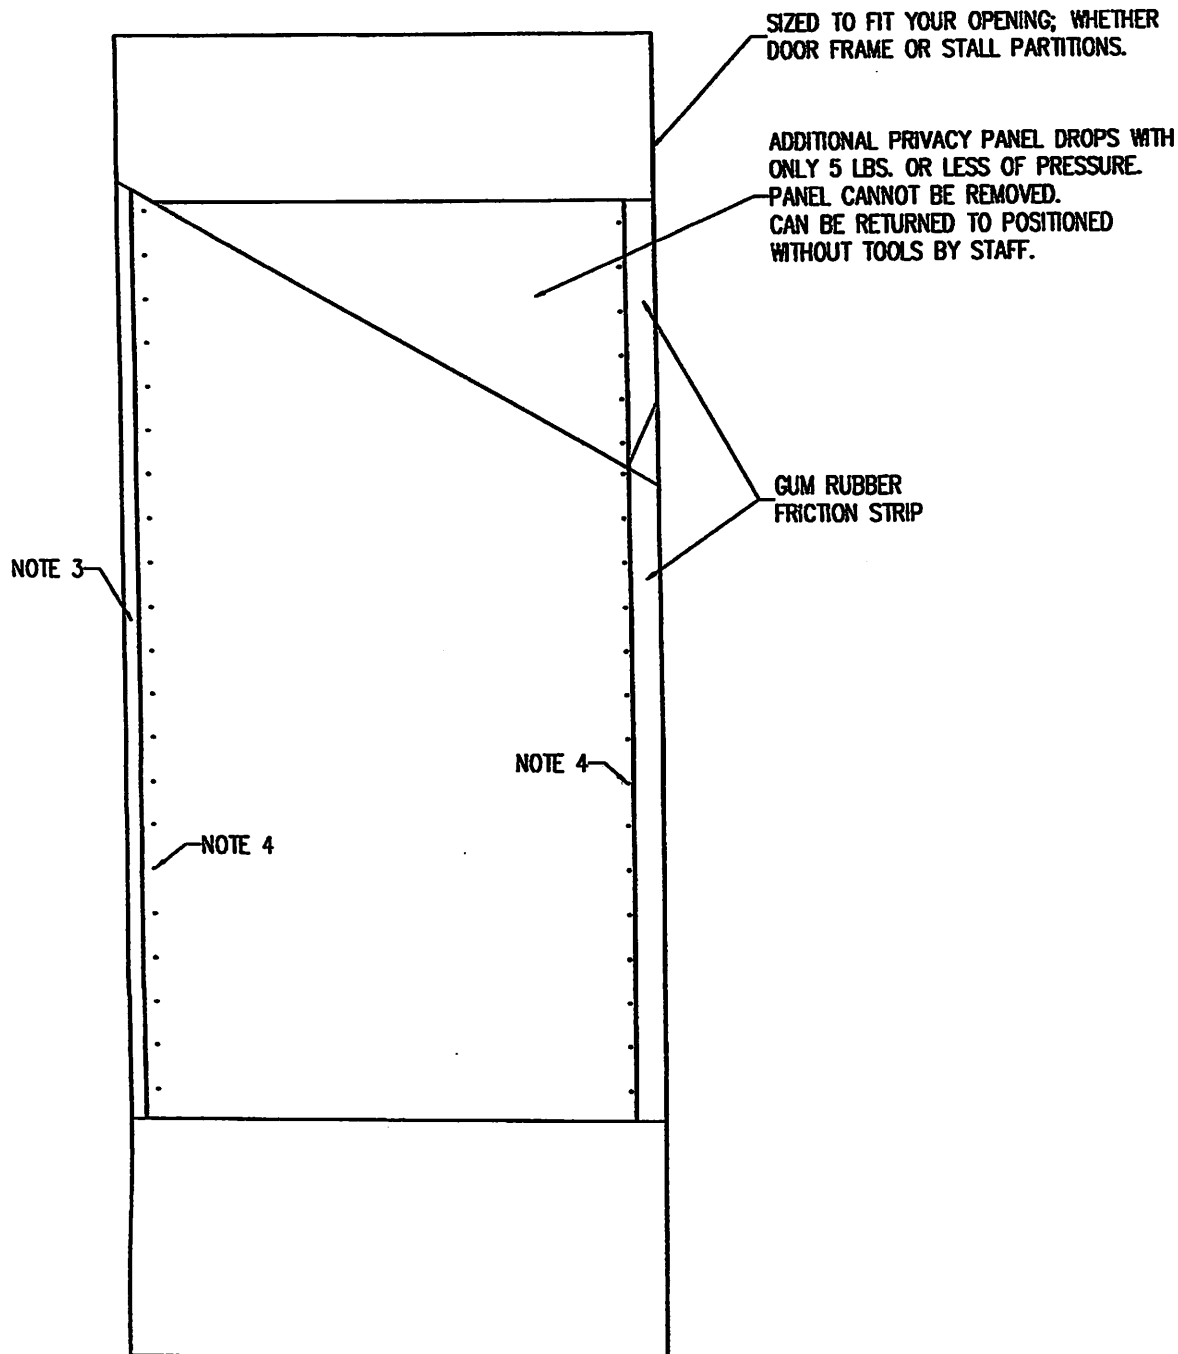 SIZED TO FIT YOUR OPENING; WHETHER
DOOR FRAME OR STALL PARTITIONS.
ADDITIONAL PRIVACY PANEL DROPS WITH
ONLY 5 LBS. OR LESS OF PRESSURE.
PANEL CANNOT BE REMOVED.
CAN BE RETURNED TO POSITIONED
WITHOUT TOOLS BY STAFF.
GUM RUBBER
FRICTION STRIP
NOTE 3
NOTE 4
NOTE 4